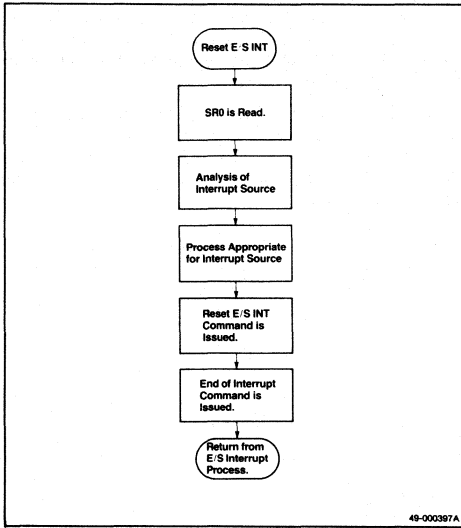 Reset E/S INT
SR0 is Read.
Analysis of
Interrupt Source
Process Appropriate
for Interrupt Source
Reset E/S INT
Command is
Issued.
End of Interrupt
Command is
Issued.
Return from
E/S Interrupt
Process.
49-000397A